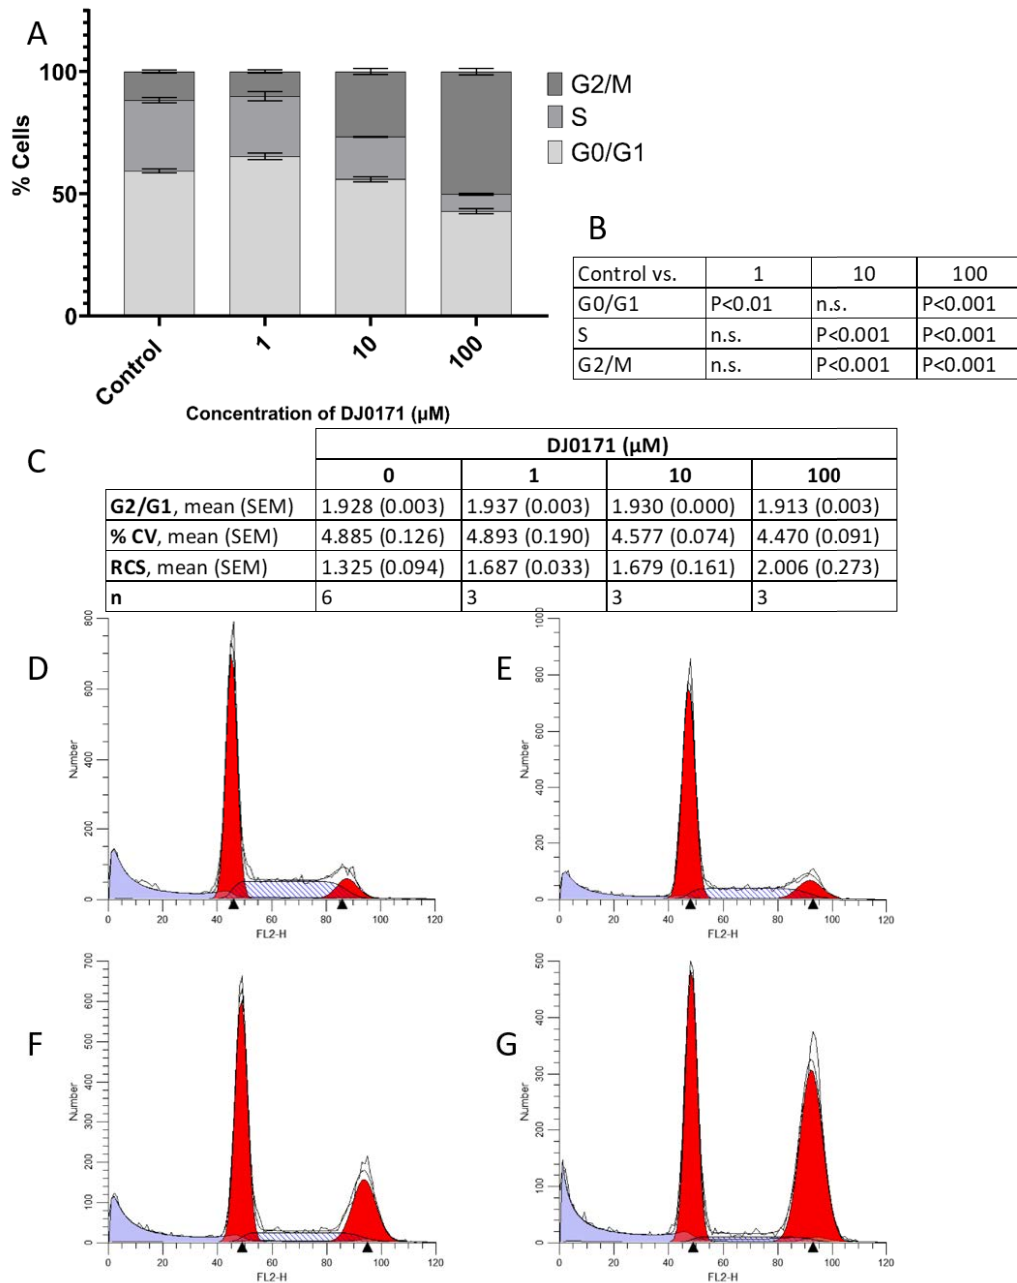 A
% Cells
100
50
0
Control
1
10
100
Concentration of DJ0171 (µM)
G2/M
S
G0/G1
B
Control vs. 1 10 100
G0/G1 P<0.01 n.s. P<0.001
S n.s. P<0.001 P<0.001
G2/M n.s. P<0.001 P<0.001
C
DJ0171 (µM)
0 1 10 100
G2/G1, mean (SEM) 1.928 (0.003) 1.937 (0.003) 1.930 (0.000) 1.913 (0.003)
% CV, mean (SEM) 4.885 (0.126) 4.893 (0.190) 4.577 (0.074) 4.470 (0.091)
RCS, mean (SEM) 1.325 (0.094) 1.687 (0.033) 1.679 (0.161) 2.006 (0.273)
n 6 3 3 3
D
Number
800
600
400
200
0
0 20 40 60 80 100 120
FL2-H
E
Number
1000
800
600
400
200
0
0 20 40 60 80 100 120
FL2-H
F
Number
700
600
500
400
300
200
100
0
0 20 40 60 80 100 120
FL2-H
G
Number
500
400
300
200
100
0
0 20 40 60 80 100 120
FL2-H